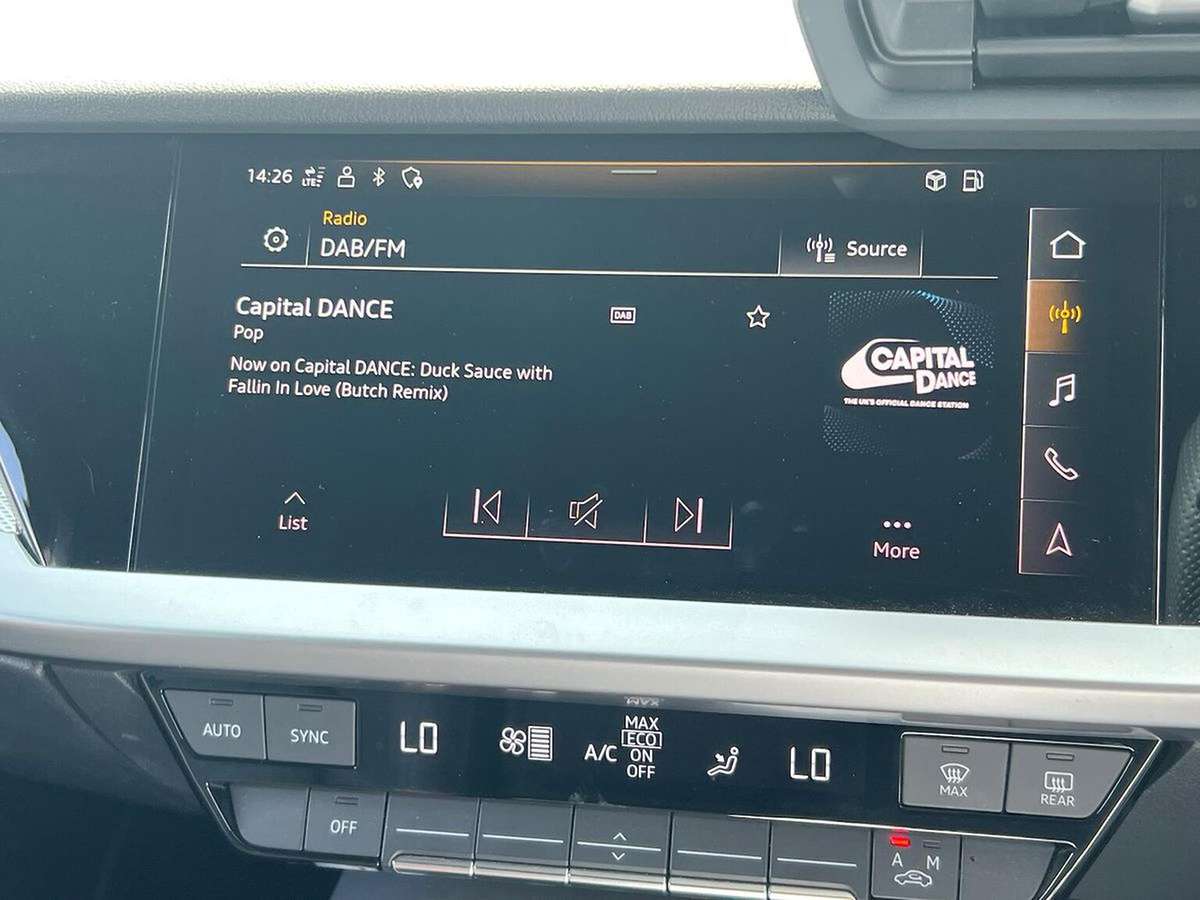 14:26 LTE
Radio
DAB/FM
Source
Capital DANCE
DAB
Pop
Now on Capital DANCE: Duck Sauce with
Fallin In Love (Butch Remix)
CAPITAL
DANCE
THE UK'S OFFICIAL DANCE STATION
List
More
AUTO
SYNC
LO
A/C
MAX
ECO
ON
OFF
LO
MAX
REAR
OFF
A M